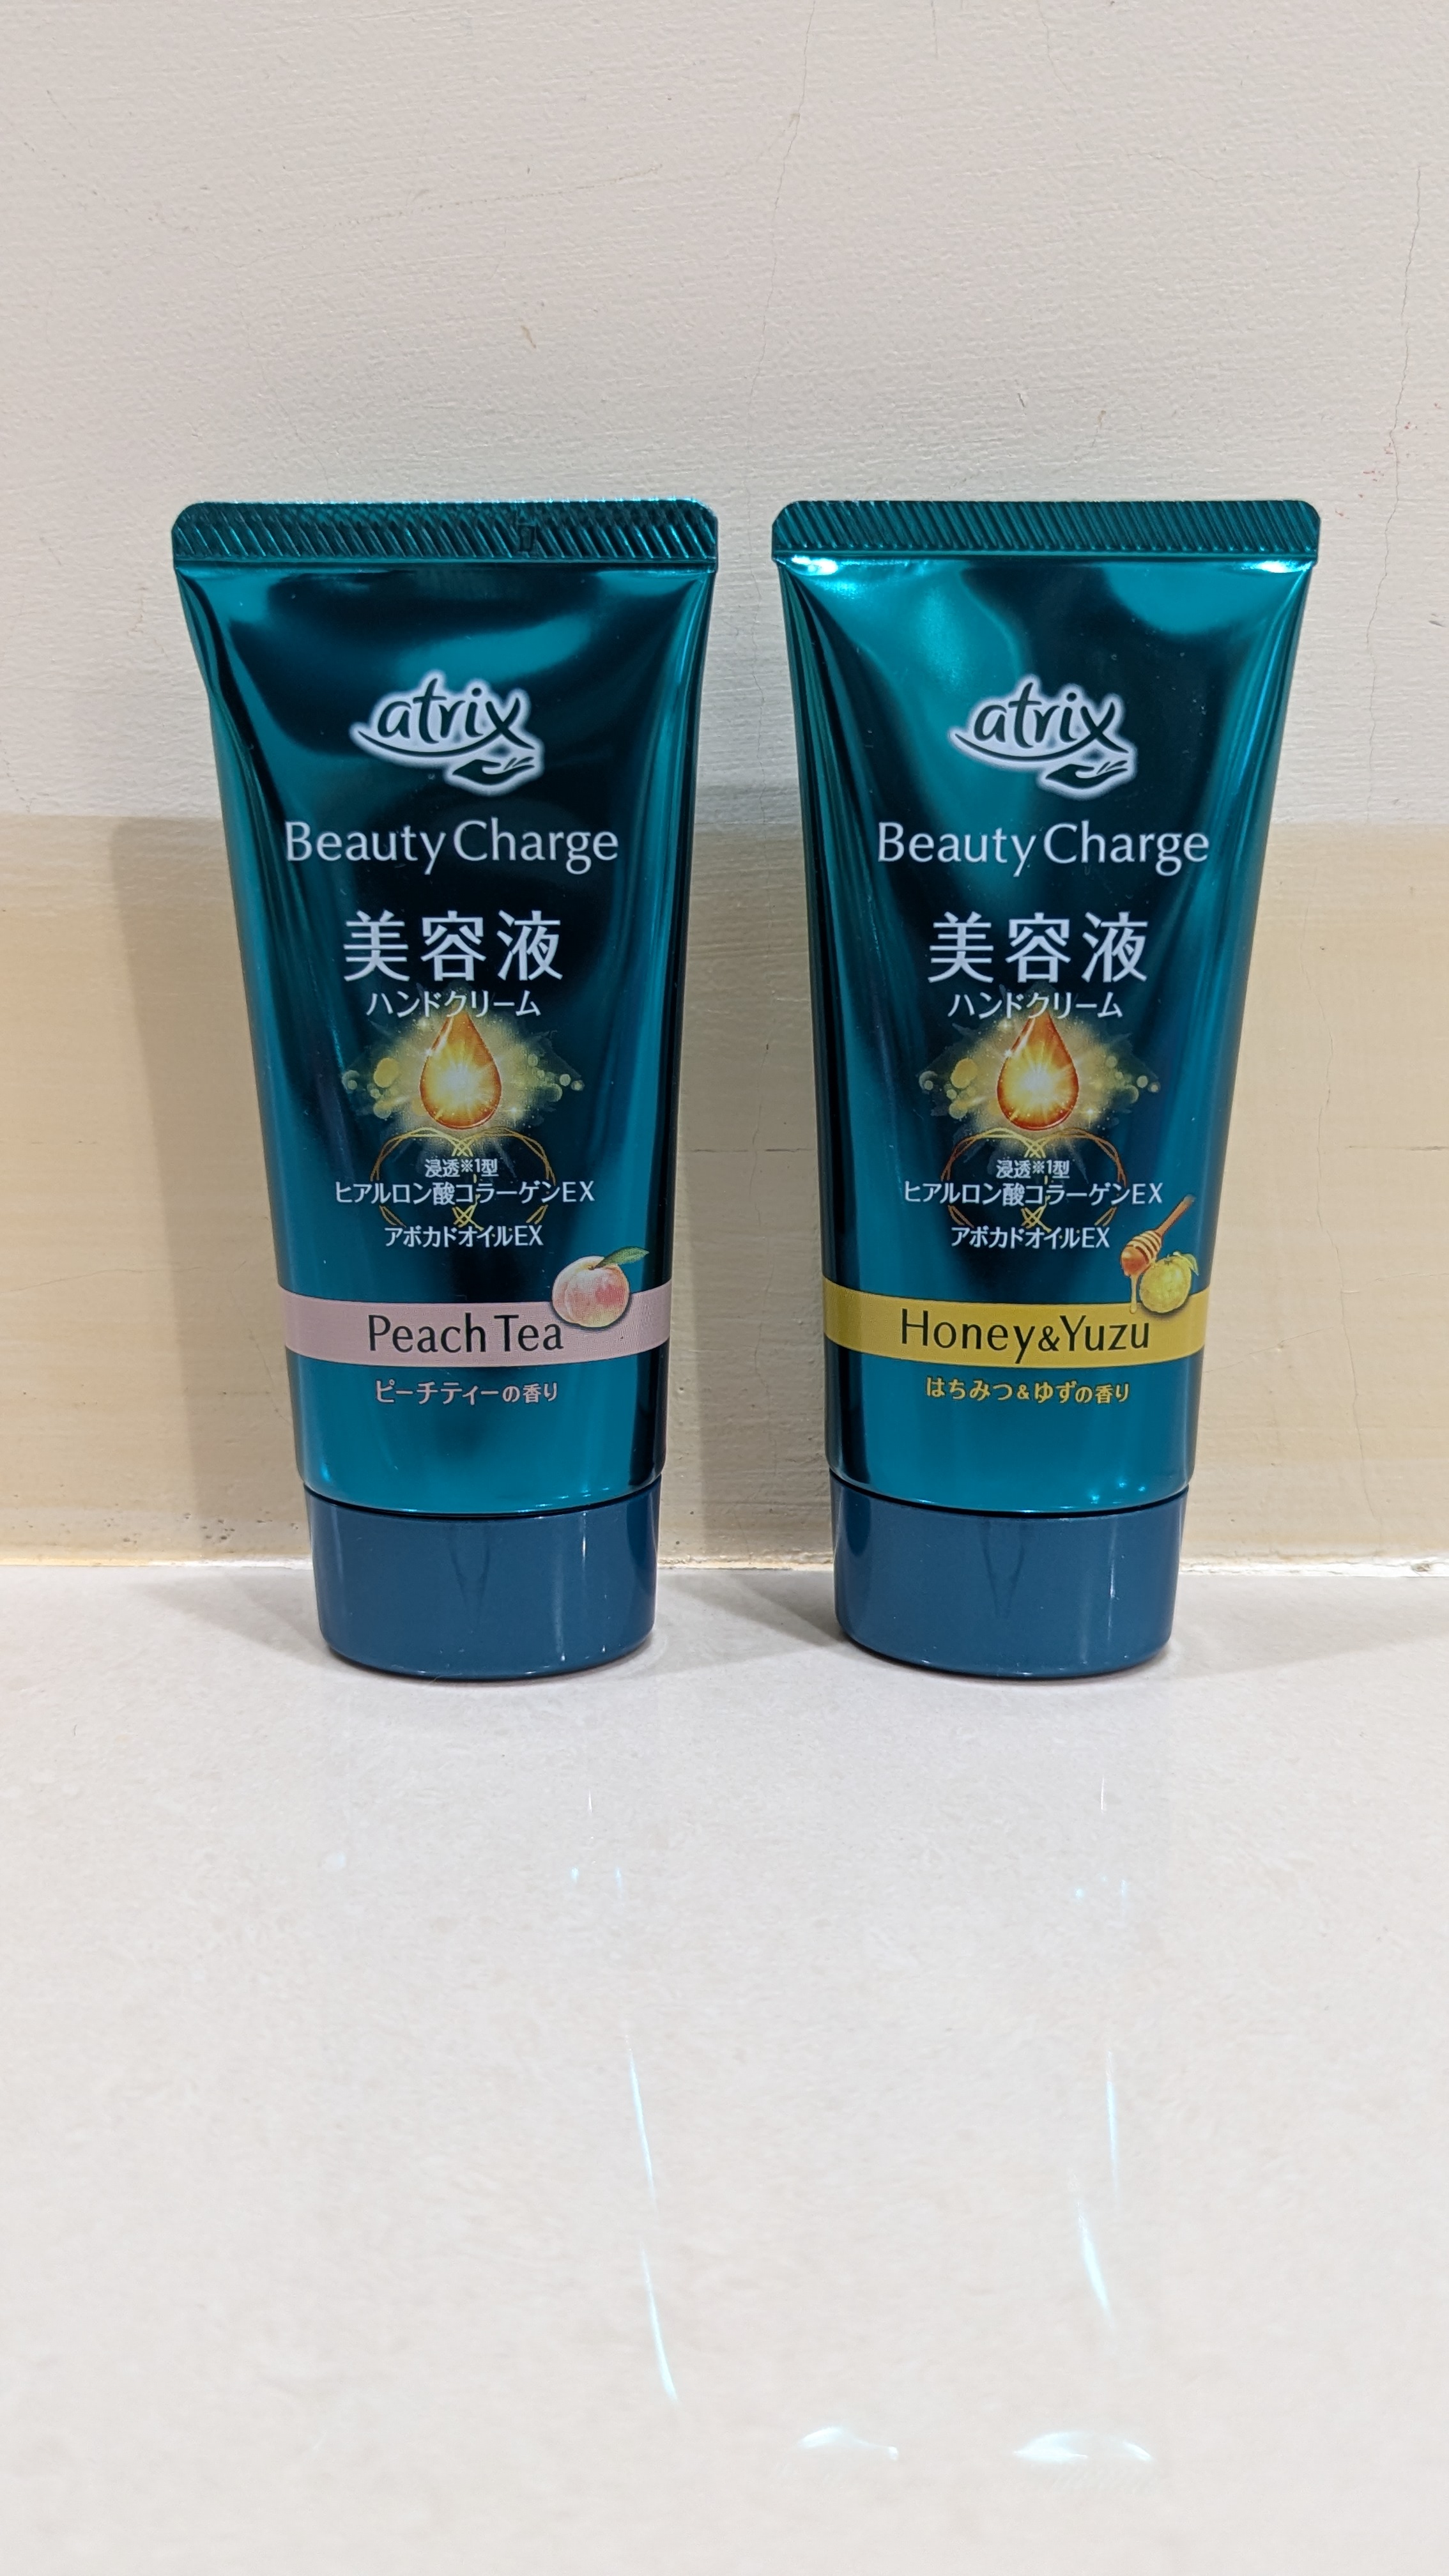 atrix
Beauty Charge
美容液
ハンドクリーム
浸透※1型
ヒアルロン酸コラーゲンEX
アボカドオイルEX
Peach Tea
ピーチティーの香り
atrix
Beauty Charge
美容液
ハンドクリーム
浸透※1型
ヒアルロン酸コラーゲンEX
アボカドオイルEX
Honey&Yuzu
はちみつ&ゆずの香り